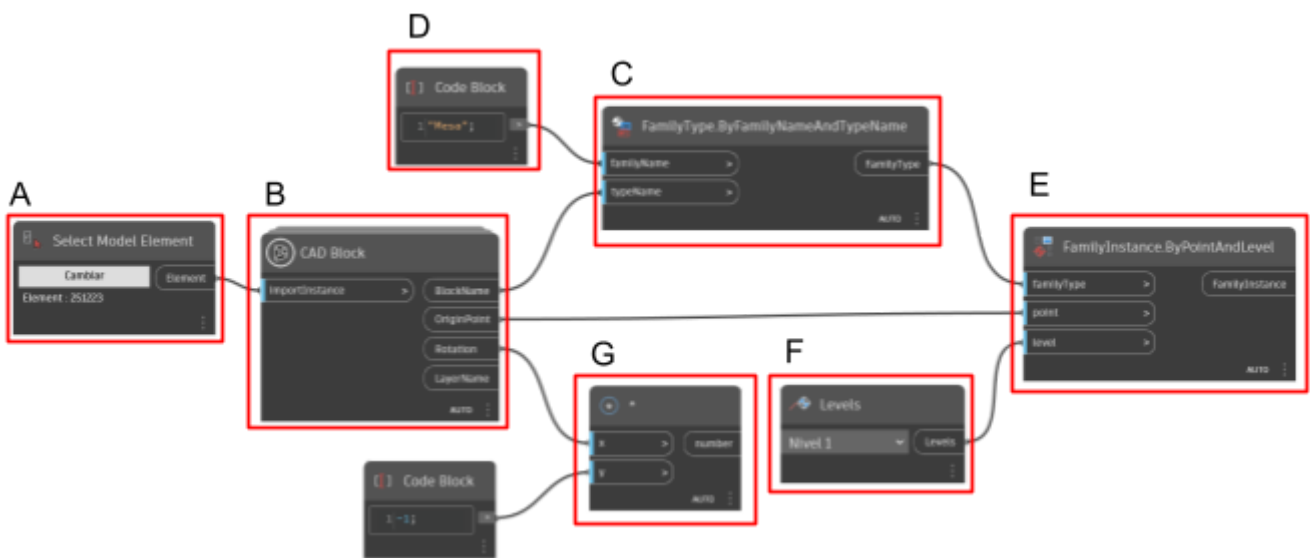 D
[ ] Code Block
1 "Mesa";
>
C
FamilyType.ByFamilyNameAndTypeName
familyName >
FamilyType
typeName >
AUTO
A
Select Model Element
Cambiar
Element
Element : 251223
B
CAD Block
ImportInstance >
BlockName
OriginPoint
Rotation
LayerName
AUTO
E
FamilyInstance.ByPointAndLevel
familyType >
FamilyInstance
point >
level >
AUTO
G
*
x >
number
y >
AUTO
F
Levels
Nivel 1
Levels
[ ] Code Block
1 -1;
>